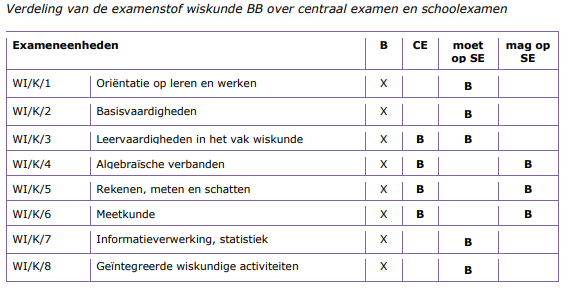 Verdeling van de examenstof wiskunde BB over centraal examen en schoolexamen
Exameneenheden B CE moet op SE mag op SE
WI/K/1 Oriëntatie op leren en werken X B
WI/K/2 Basisvaardigheden X B
WI/K/3 Leervaardigheden in het vak wiskunde X B B
WI/K/4 Algebraïsche verbanden X B B
WI/K/5 Rekenen, meten en schatten X B B
WI/K/6 Meetkunde X B B
WI/K/7 Informatieverwerking, statistiek X B
WI/K/8 Geïntegreerde wiskundige activiteiten X B